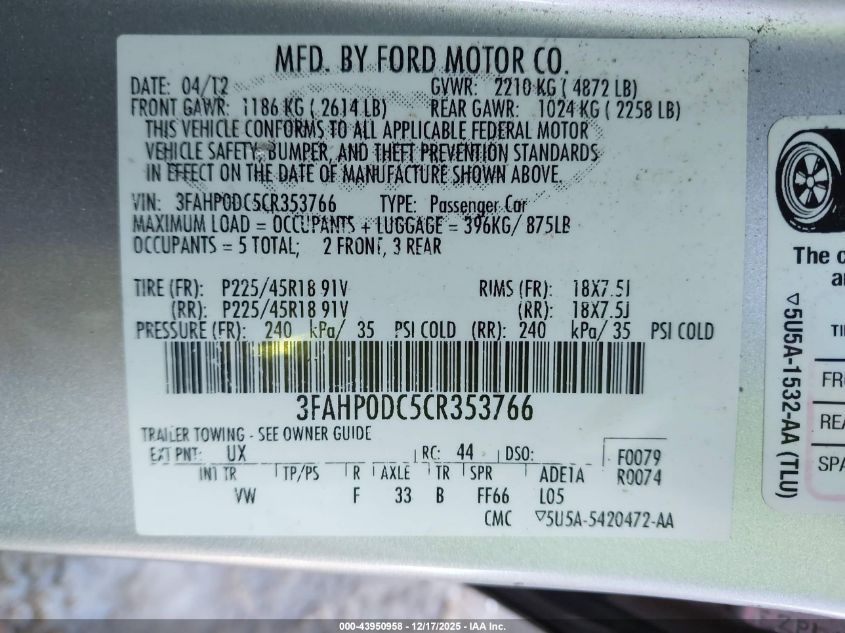 MFD. BY FORD MOTOR CO.
DATE: 04/12 GVWR: 2210 KG ( 4872 LB)
FRONT GAWR: 1186 KG ( 2614 LB) REAR GAWR: 1024 KG ( 2258 LB)
THIS VEHICLE CONFORMS TO ALL APPLICABLE FEDERAL MOTOR
VEHICLE SAFETY, BUMPER, AND THEFT PREVENTION STANDARDS
IN EFFECT ON THE DATE OF MANUFACTURE SHOWN ABOVE.
VIN: 3FAHP0DC5CR353766 TYPE: Passenger Car
MAXIMUM LOAD = OCCUPANTS + LUGGAGE = 396KG/ 875LB
OCCUPANTS = 5 TOTAL; 2 FRONT, 3 REAR
TIRE (FR): P225/45R18 91V RIMS (FR): 18X7.5J
(RR): P225/45R18 91V (RR): 18X7.5J
PRESSURE (FR): 240 kPa/ 35 PSI COLD (RR): 240 kPa/ 35 PSI COLD
3FAHP0DC5CR353766
TRAILER TOWING - SEE OWNER GUIDE
EXT PNT: UX RC: 44 DSO: F0079
INT TR TP/PS R AXLE TR SPR ADETA R0074
VW F 33 B FF66 L05
CMC ▽5U5A-5420472-AA
The c
a
▽5U5A-1532-AA (TLU)
TI
FR
REA
SPA
000-43950958 - 12/17/2025 - IAA Inc.